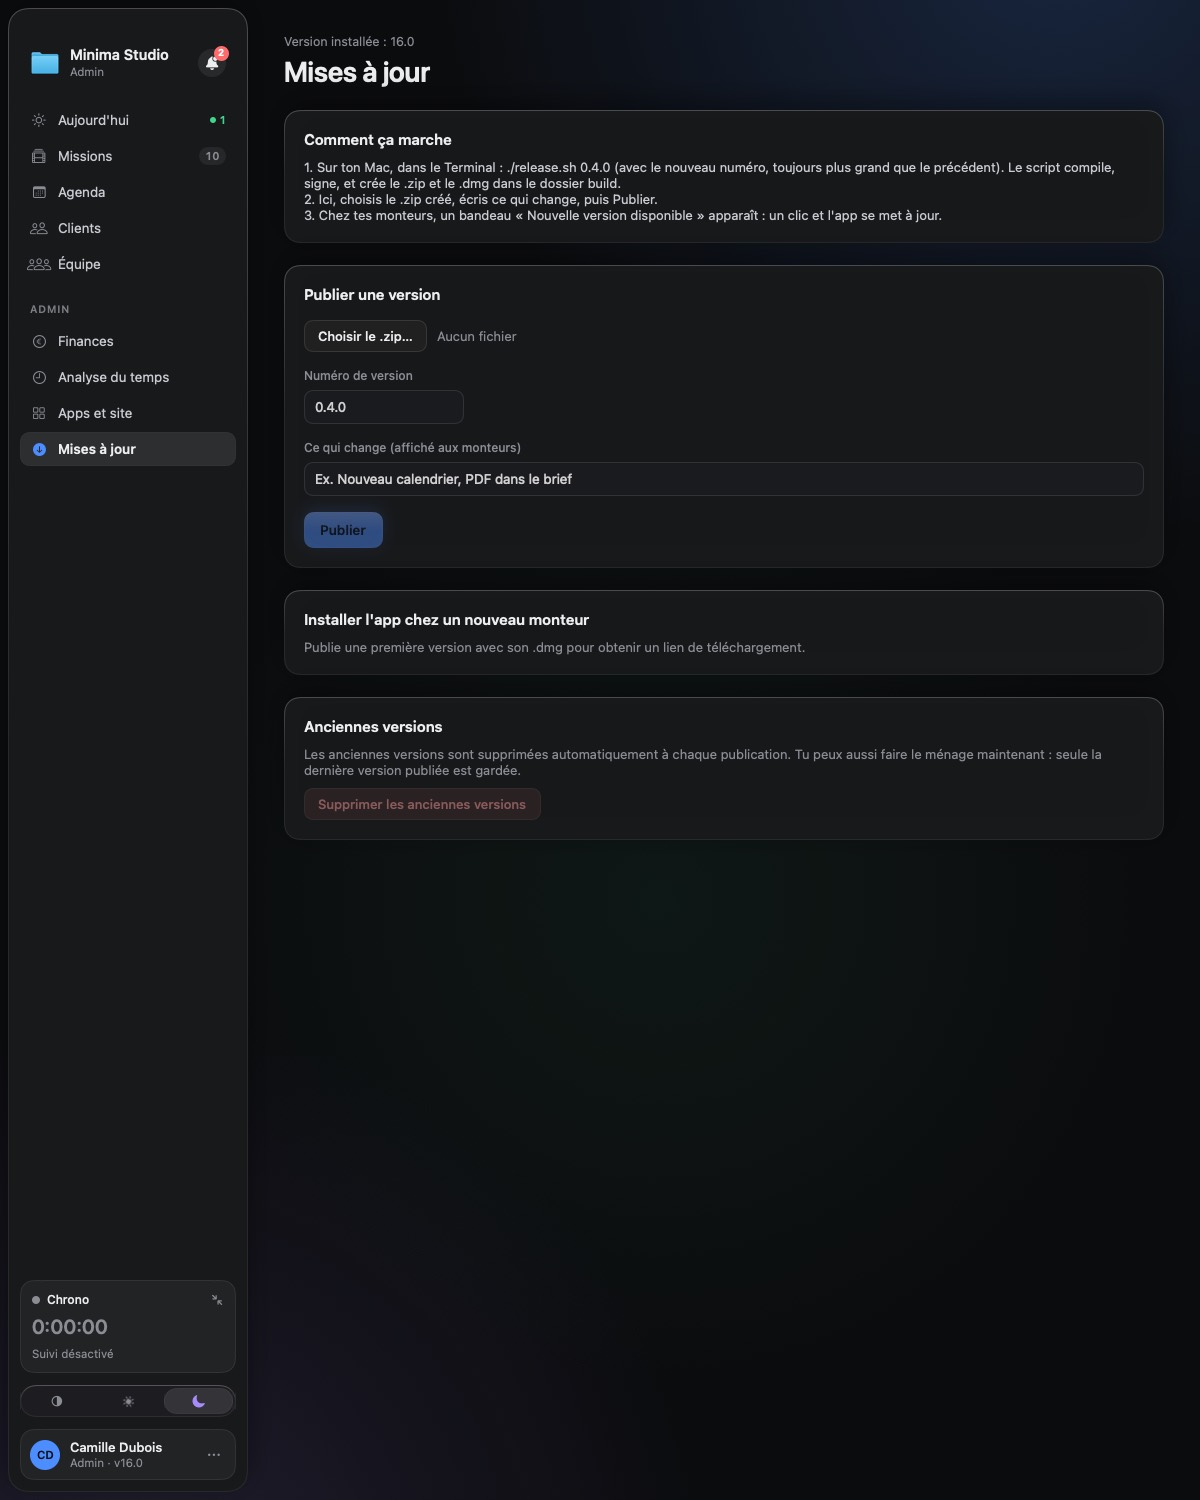 Minima Studio
Admin
2
Aujourd'hui
1
Missions
10
Agenda
Clients
Équipe
ADMIN
Finances
Analyse du temps
Apps et site
Mises à jour
Chrono
0:00:00
Suivi désactivé
CD
Camille Dubois
Admin · v16.0
Version installée : 16.0
Mises à jour
Comment ça marche
1. Sur ton Mac, dans le Terminal : ./release.sh 0.4.0 (avec le nouveau numéro, toujours plus grand que le précédent). Le script compile,
signe, et crée le .zip et le .dmg dans le dossier build.
2. Ici, choisis le .zip créé, écris ce qui change, puis Publier.
3. Chez tes monteurs, un bandeau « Nouvelle version disponible » apparaît : un clic et l'app se met à jour.
Publier une version
Choisir le .zip...
Aucun fichier
Numéro de version
0.4.0
Ce qui change (affiché aux monteurs)
Ex. Nouveau calendrier, PDF dans le brief
Publier
Installer l'app chez un nouveau monteur
Publie une première version avec son .dmg pour obtenir un lien de téléchargement.
Anciennes versions
Les anciennes versions sont supprimées automatiquement à chaque publication. Tu peux aussi faire le ménage maintenant : seule la
dernière version publiée est gardée.
Supprimer les anciennes versions